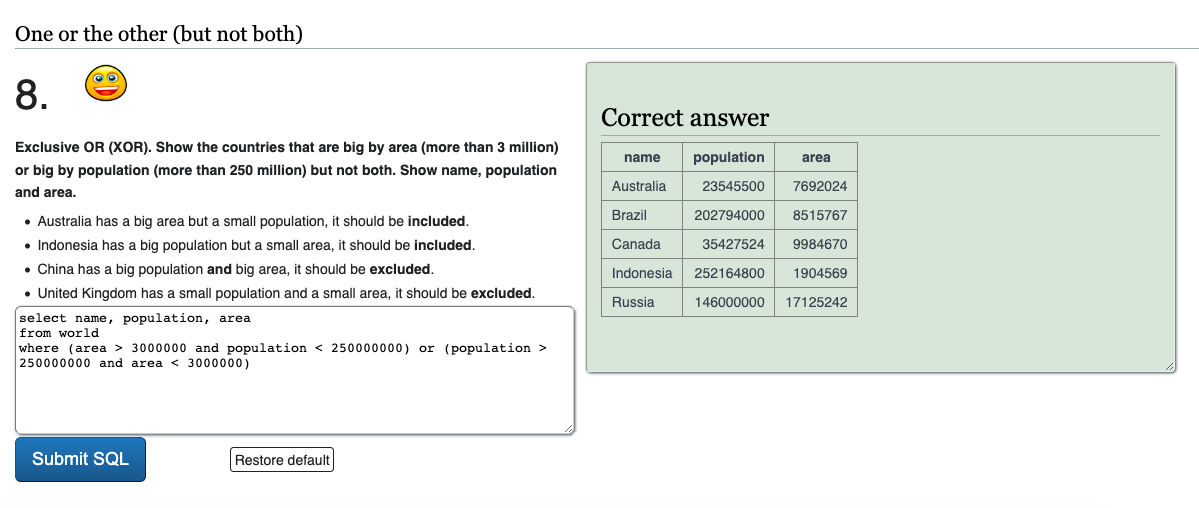 One or the other (but not both)
8.
Exclusive OR (XOR). Show the countries that are big by area (more than 3 million)
or big by population (more than 250 million) but not both. Show name, population
and area.
• Australia has a big area but a small population, it should be included.
• Indonesia has a big population but a small area, it should be included.
• China has a big population and big area, it should be excluded.
• United Kingdom has a small population and a small area, it should be excluded.
select name, population, area
from world
where (area > 3000000 and population < 250000000) or (population >
250000000 and area < 3000000)
Submit SQL Restore default
Correct answer
name population area
Australia 23545500 7692024
Brazil 202794000 8515767
Canada 35427524 9984670
Indonesia 252164800 1904569
Russia 146000000 17125242